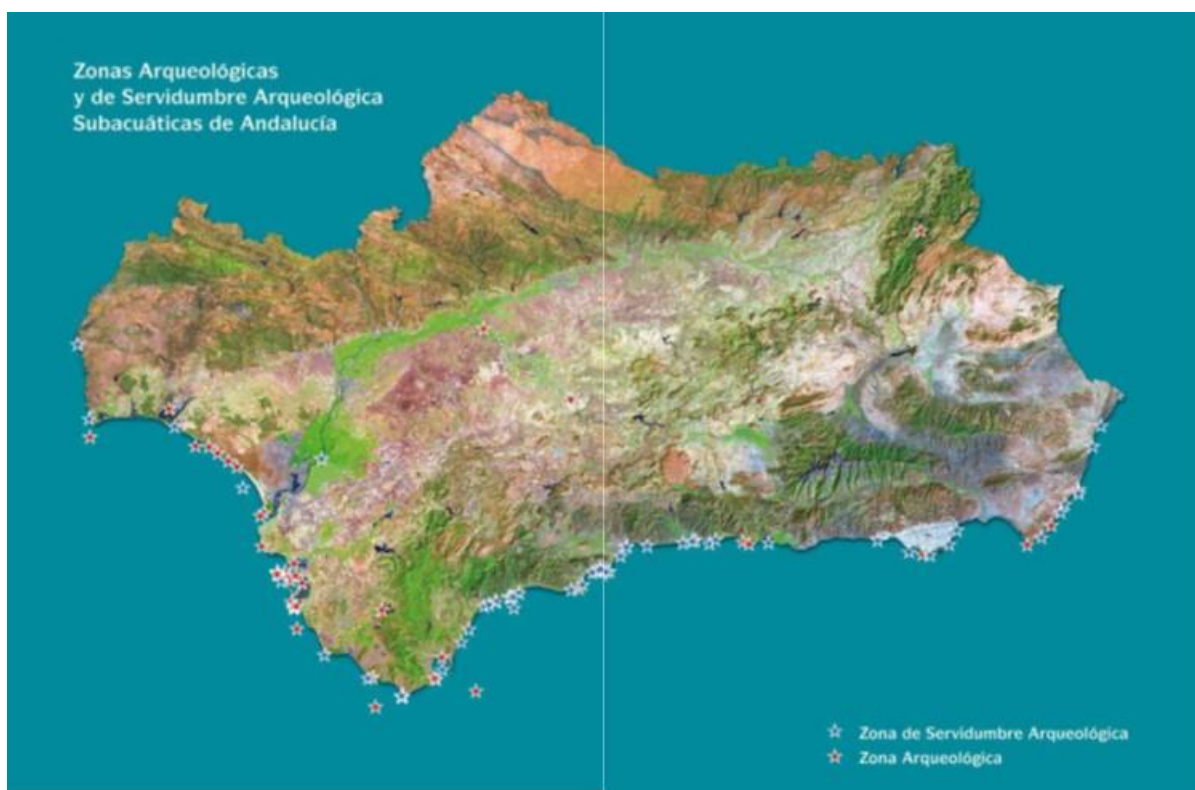 Zonas Arqueológicas
y de Servidumbre Arqueológica
Subacuáticas de Andalucía
Zona de Servidumbre Arqueológica
Zona Arqueológica